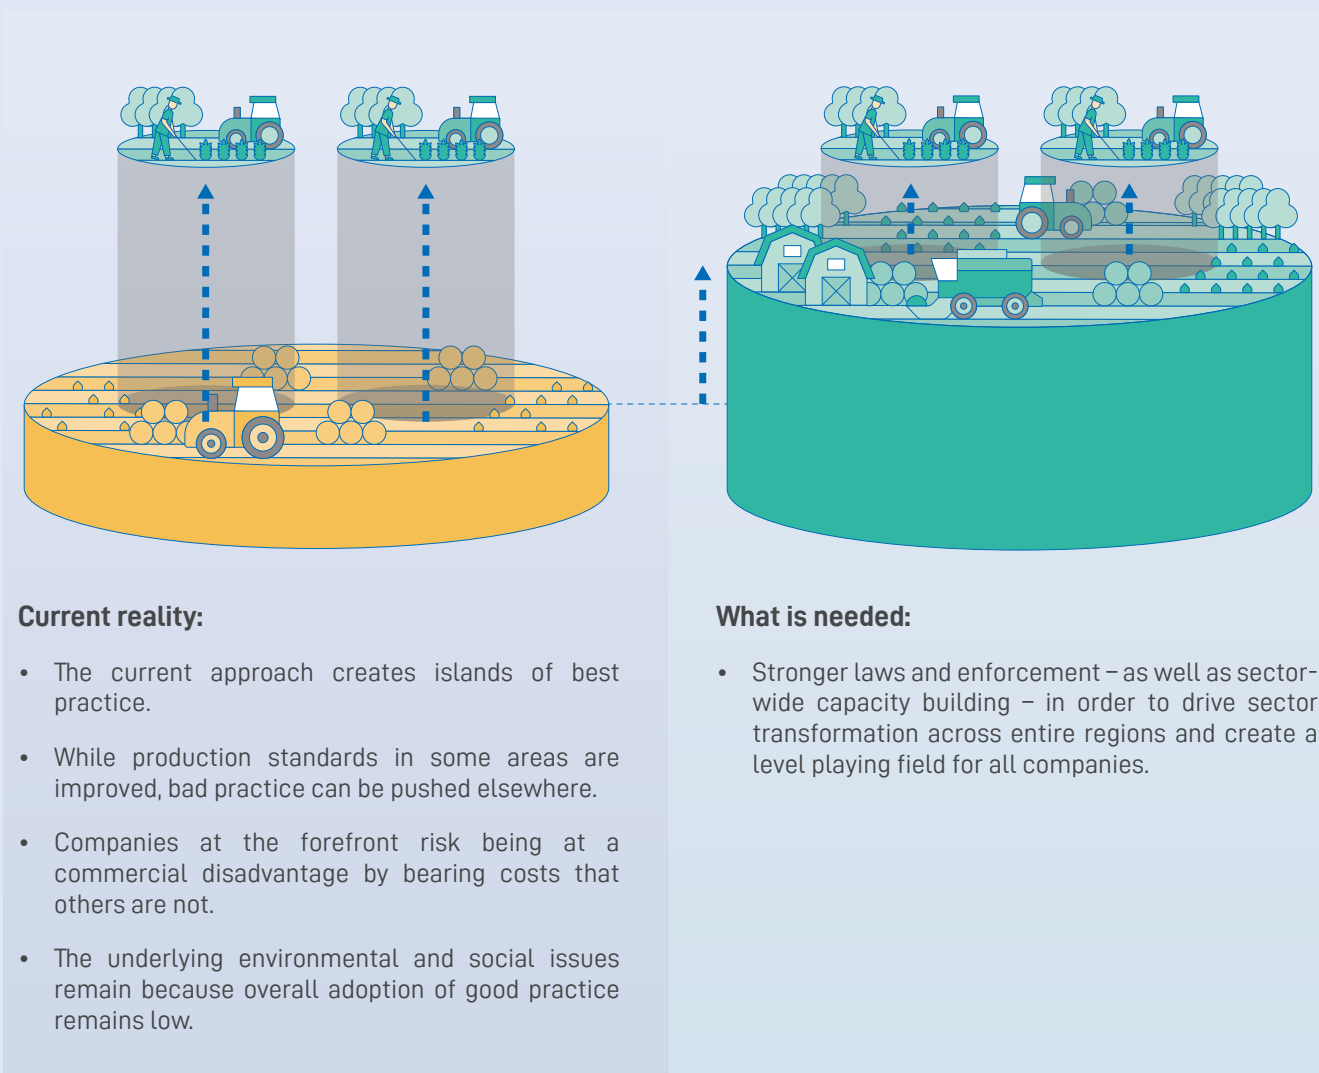 Current reality:
• The current approach creates islands of best
practice.
• While production standards in some areas are
improved, bad practice can be pushed elsewhere.
• Companies at the forefront risk being at a
commercial disadvantage by bearing costs that
others are not.
• The underlying environmental and social issues
remain because overall adoption of good practice
remains low.
What is needed:
• Stronger laws and enforcement – as well as sector-
wide capacity building – in order to drive sector
transformation across entire regions and create a
level playing field for all companies.